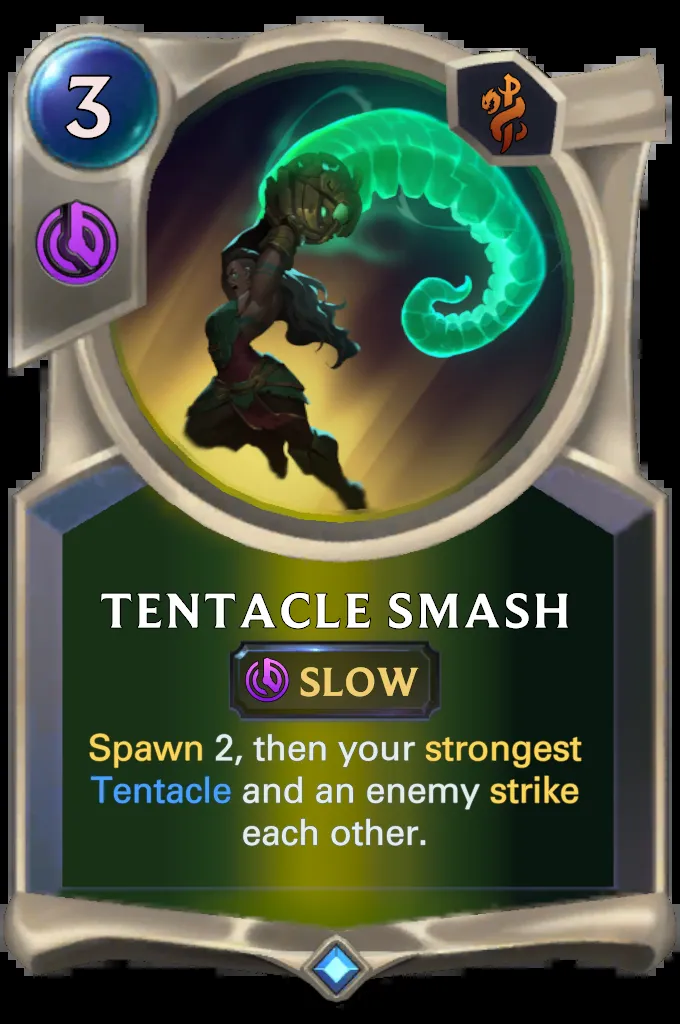 3
TENTACLE SMASH
SLOW
Spawn 2, then your strongest
Tentacle and an enemy strike
each other.